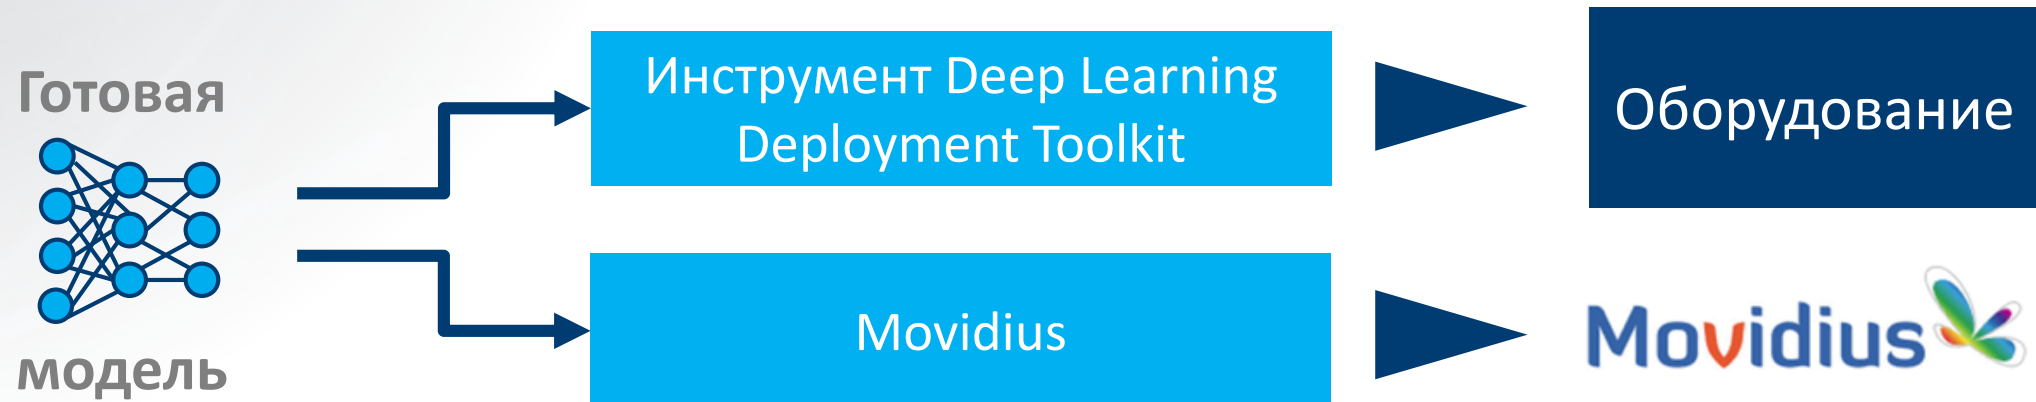 Готовая
модель
Инструмент Deep Learning
Deployment Toolkit
Оборудование
Movidius
Movidius